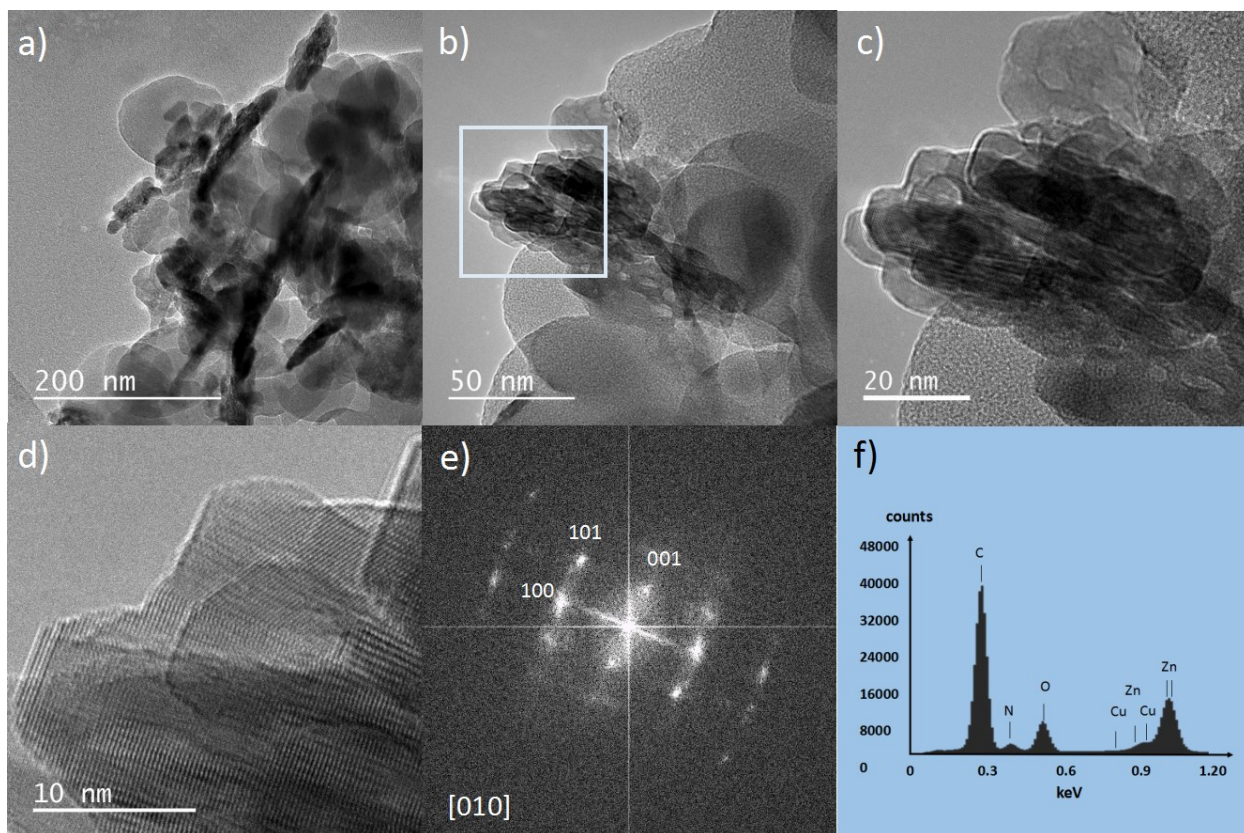 a)
200 nm
b)
50 nm
c)
20 nm
d)
10 nm
e)
101
001
100
[010]
f)
counts
48000
40000
32000
24000
16000
8000
0
C
N
O
Cu
Zn
Cu
Zn
0
0.3
0.6
0.9
1.20
keV